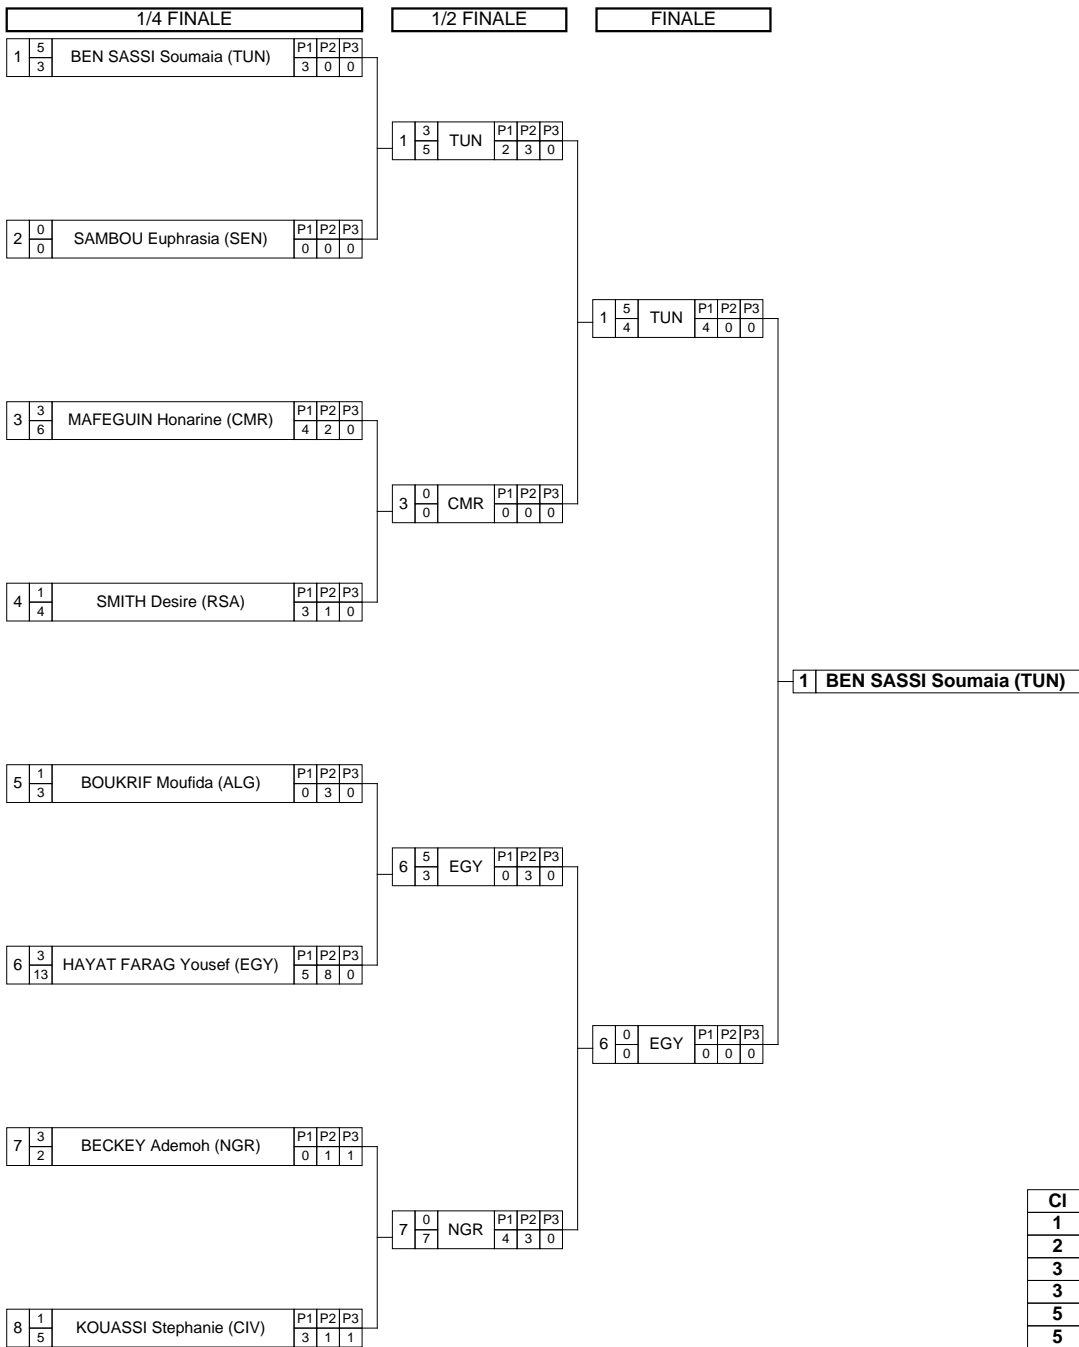 1/4 FINALE 1/2 FINALE FINALE
1 5 3 BEN SASSI Soumaia (TUN) P1 P2 P3 3 0 0
1 3 5 TUN P1 P2 P3 2 3 0
2 0 0 SAMBOU Euphrasia (SEN) P1 P2 P3 0 0 0
1 5 4 TUN P1 P2 P3 4 0 0
3 3 6 MAFEGUIN Honarine (CMR) P1 P2 P3 4 2 0
3 0 0 CMR P1 P2 P3 0 0 0
4 1 4 SMITH Desire (RSA) P1 P2 P3 3 1 0
1 BEN SASSI Soumaia (TUN)
5 1 3 BOUKRIF Moufida (ALG) P1 P2 P3 0 3 0
6 5 3 EGY P1 P2 P3 0 3 0
6 3 13 HAYAT FARAG Yousef (EGY) P1 P2 P3 5 8 0
6 0 0 EGY P1 P2 P3 0 0 0
7 3 2 BECKEY Ademoh (NGR) P1 P2 P3 0 1 1
7 0 7 NGR P1 P2 P3 4 3 0
8 1 5 KOUASSI Stephanie (CIV) P1 P2 P3 3 1 1
Cl
1
2
3
3
5
5